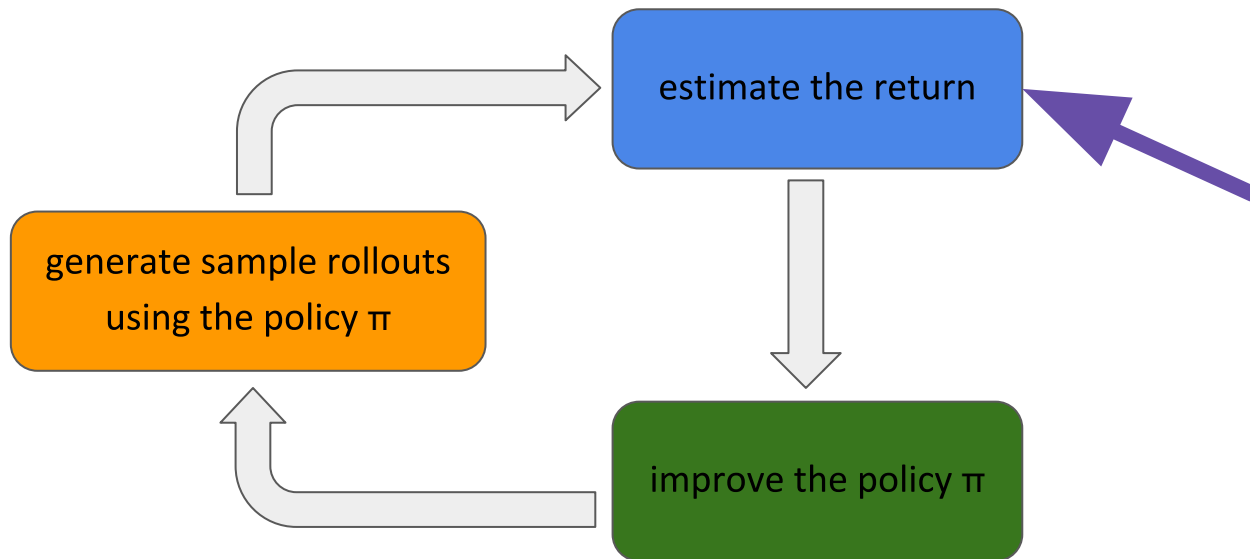 estimate the return
generate sample rollouts
using the policy π
improve the policy π